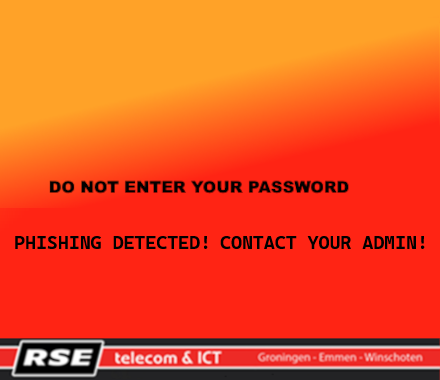 DO NOT ENTER YOUR PASSWORD
PHISHING DETECTED! CONTACT YOUR ADMIN!
RSE telecom & ICT Groningen - Emmen - Winschoten